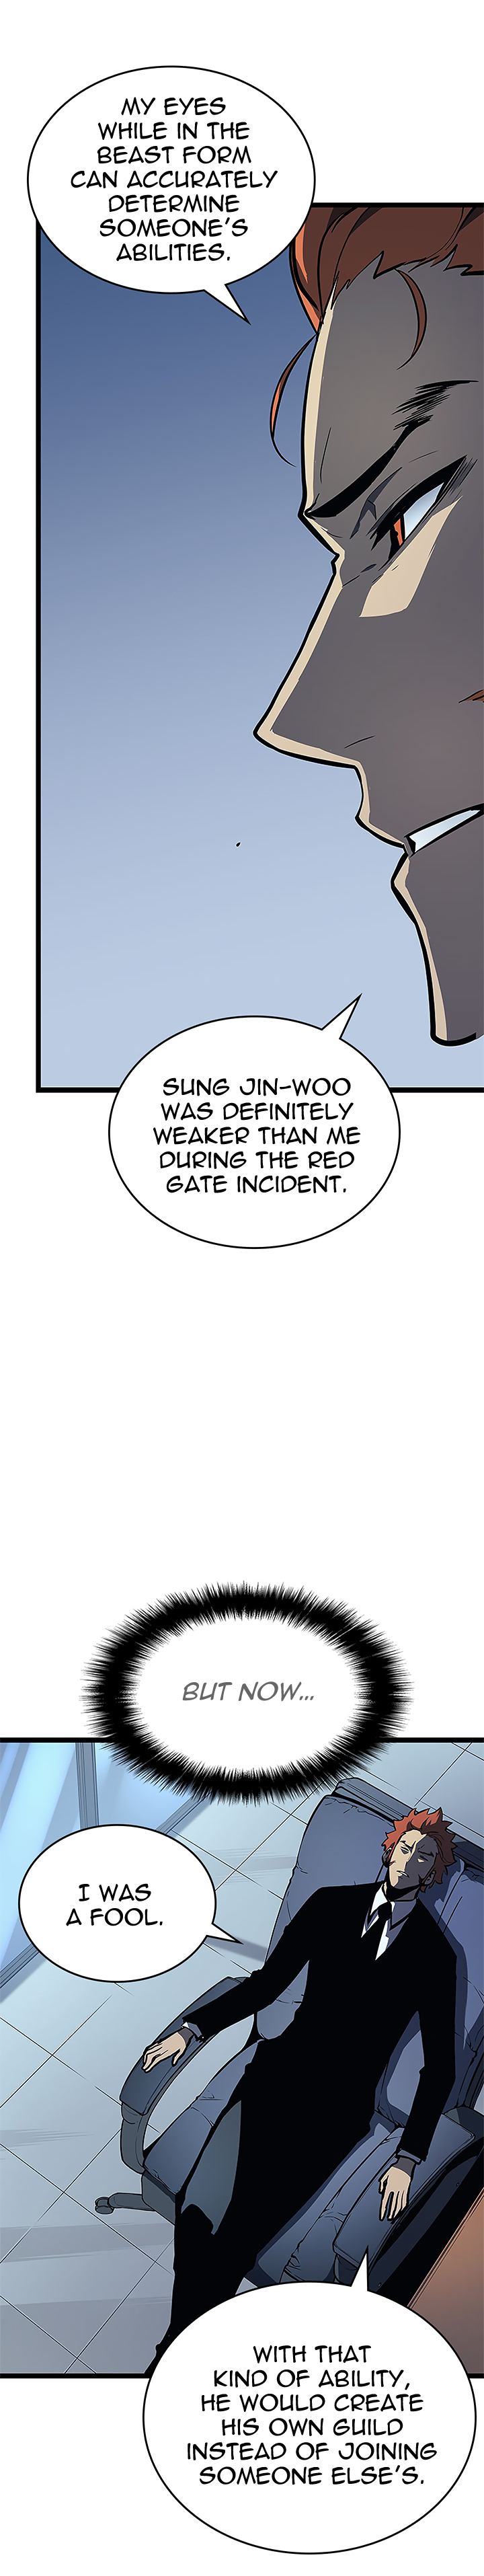 MY EYES
WHILE IN THE
BEAST FORM
CAN ACCURATELY
DETERMINE
SOMEONE'S
ABILITIES.
SUNG JIN-WOO
WAS DEFINITELY
WEAKER THAN ME
DURING THE RED
GATE INCIDENT.
BUT NOW...
I WAS
A FOOL.
WITH THAT
KIND OF ABILITY,
HE WOULD CREATE
HIS OWN GUILD
INSTEAD OF JOINING
SOMEONE ELSE'S.